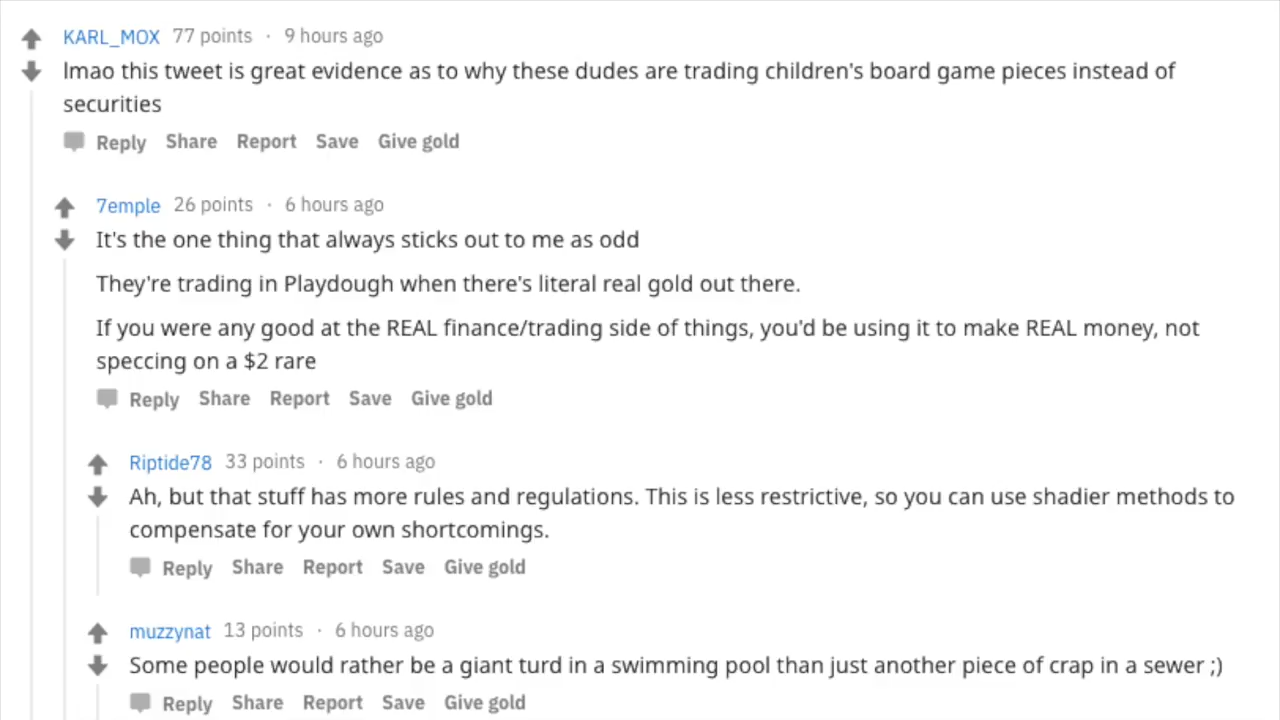 KARL_MOX 77 points · 9 hours ago
lmao this tweet is great evidence as to why these dudes are trading children's board game pieces instead of
securities
Reply Share Report Save Give gold
7emple 26 points · 6 hours ago
It's the one thing that always sticks out to me as odd
They're trading in Playdough when there's literal real gold out there.
If you were any good at the REAL finance/trading side of things, you'd be using it to make REAL money, not
speccing on a $2 rare
Reply Share Report Save Give gold
Riptide78 33 points · 6 hours ago
Ah, but that stuff has more rules and regulations. This is less restrictive, so you can use shadier methods to
compensate for your own shortcomings.
Reply Share Report Save Give gold
muzzynat 13 points · 6 hours ago
Some people would rather be a giant turd in a swimming pool than just another piece of crap in a sewer ;)
Reply Share Report Save Give gold